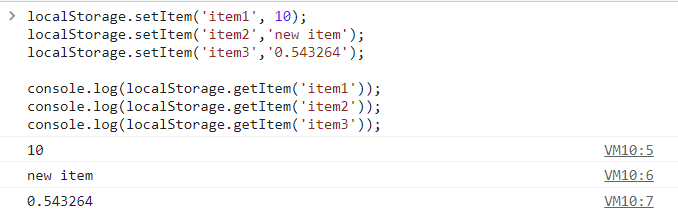 > localStorage.setItem('item1', 10);
localStorage.setItem('item2','new item');
localStorage.setItem('item3','0.543264');
console.log(localStorage.getItem('item1'));
console.log(localStorage.getItem('item2'));
console.log(localStorage.getItem('item3'));
10 VM10:5
new item VM10:6
0.543264 VM10:7